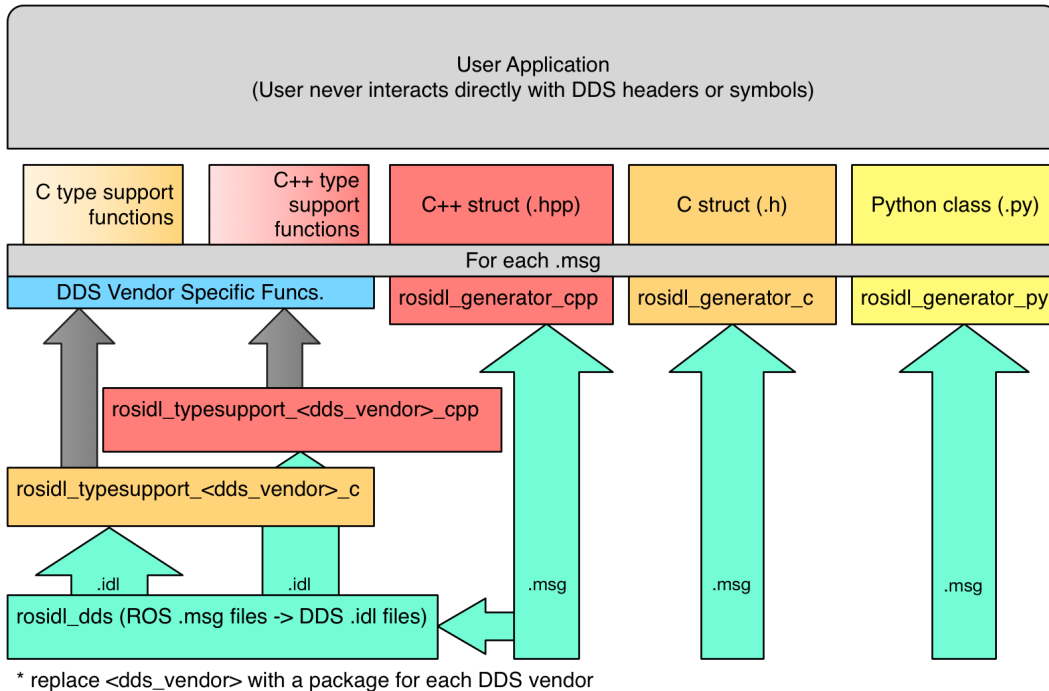 User Application
(User never interacts directly with DDS headers or symbols)
C type support
functions
C++ type
support
functions
C++ struct (.hpp)
C struct (.h)
Python class (.py)
For each .msg
DDS Vendor Specific Funcs.
rosidl_generator_cpp
rosidl_generator_c
rosidl_generator_py
rosidl_typesupport_<dds_vendor>_cpp
rosidl_typesupport_<dds_vendor>_c
.idl
.idl
.msg
.msg
.msg
rosidl_dds (ROS .msg files -> DDS .idl files)
* replace <dds_vendor> with a package for each DDS vendor